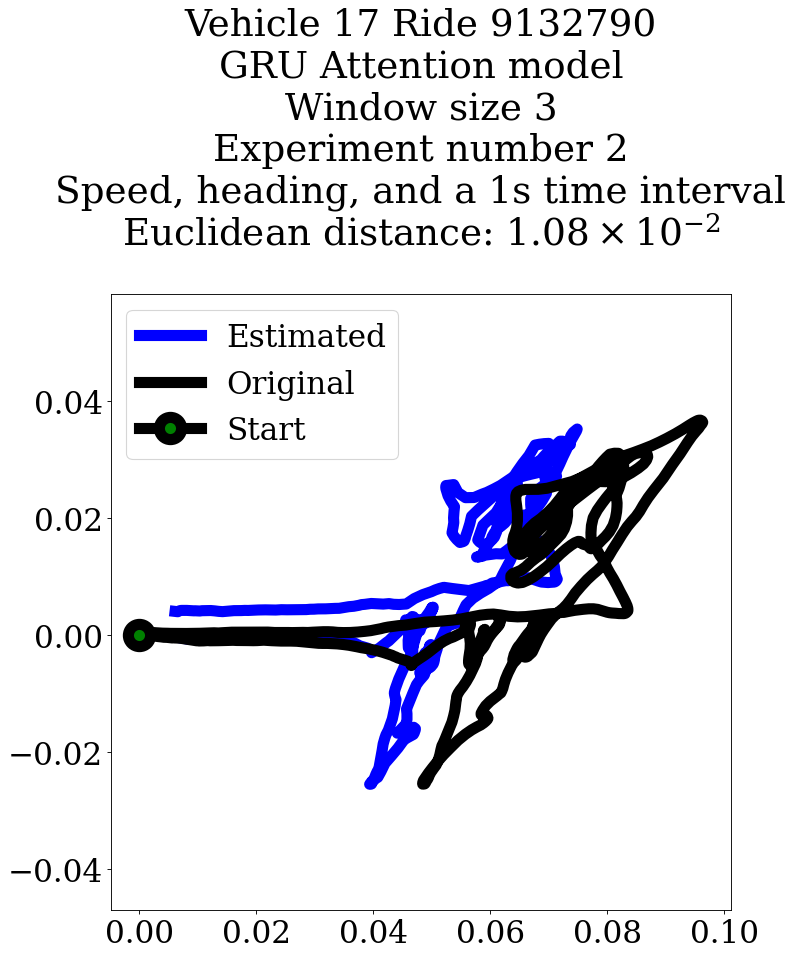 Vehicle 17 Ride 9132790
GRU Attention model
Window size 3
Experiment number 2
Speed, heading, and a 1s time interval
Euclidean distance: 1.08 × 10⁻²
Estimated
Original
Start
0.04
0.02
0.00
−0.02
−0.04
0.00 0.02 0.04 0.06 0.08 0.10